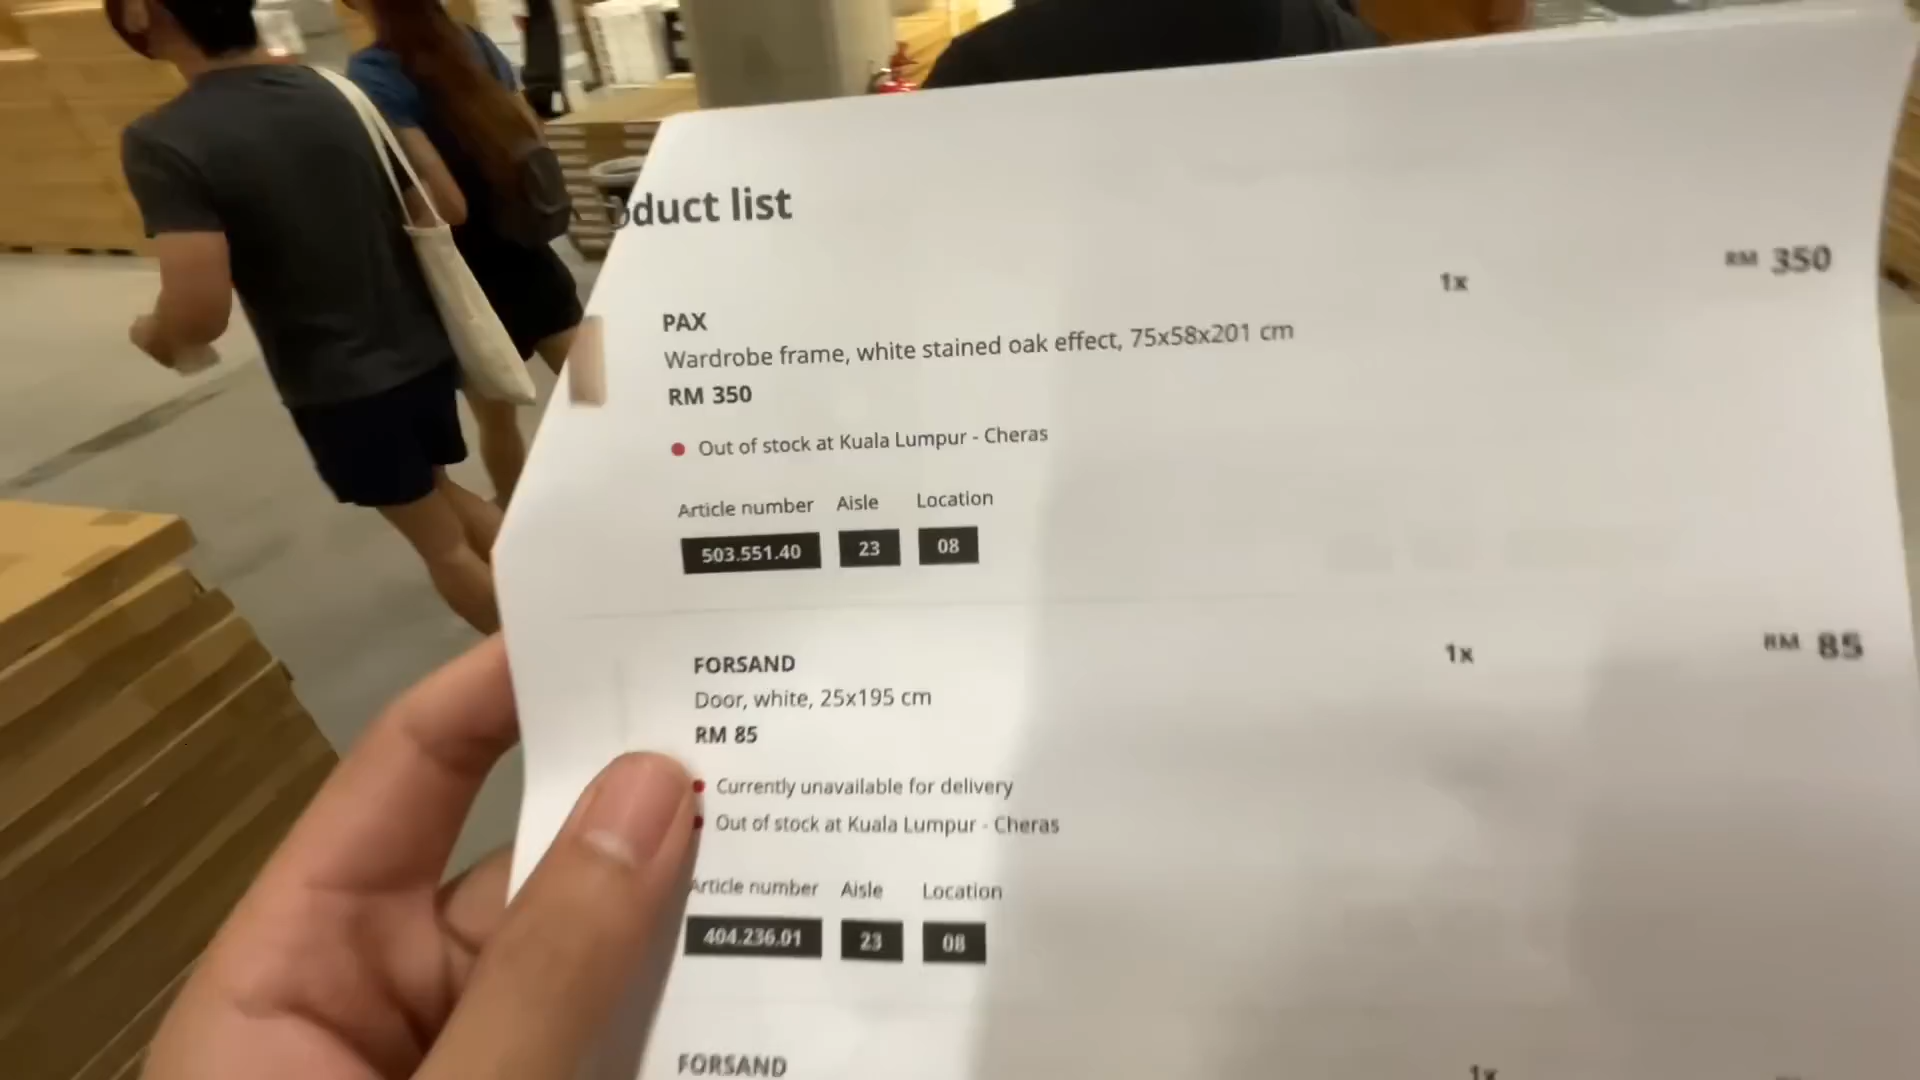 oduct list
PAX
Wardrobe frame, white stained oak effect, 75x58x201 cm
RM 350
1x
RM 350
Out of stock at Kuala Lumpur - Cheras
Article number Aisle Location
503.551.40 23 08
FORSAND
Door, white, 25x195 cm
RM 85
1x
RM 85
Currently unavailable for delivery
Out of stock at Kuala Lumpur - Cheras
Article number Aisle Location
404.236.01 23 08
FORSAND
1x